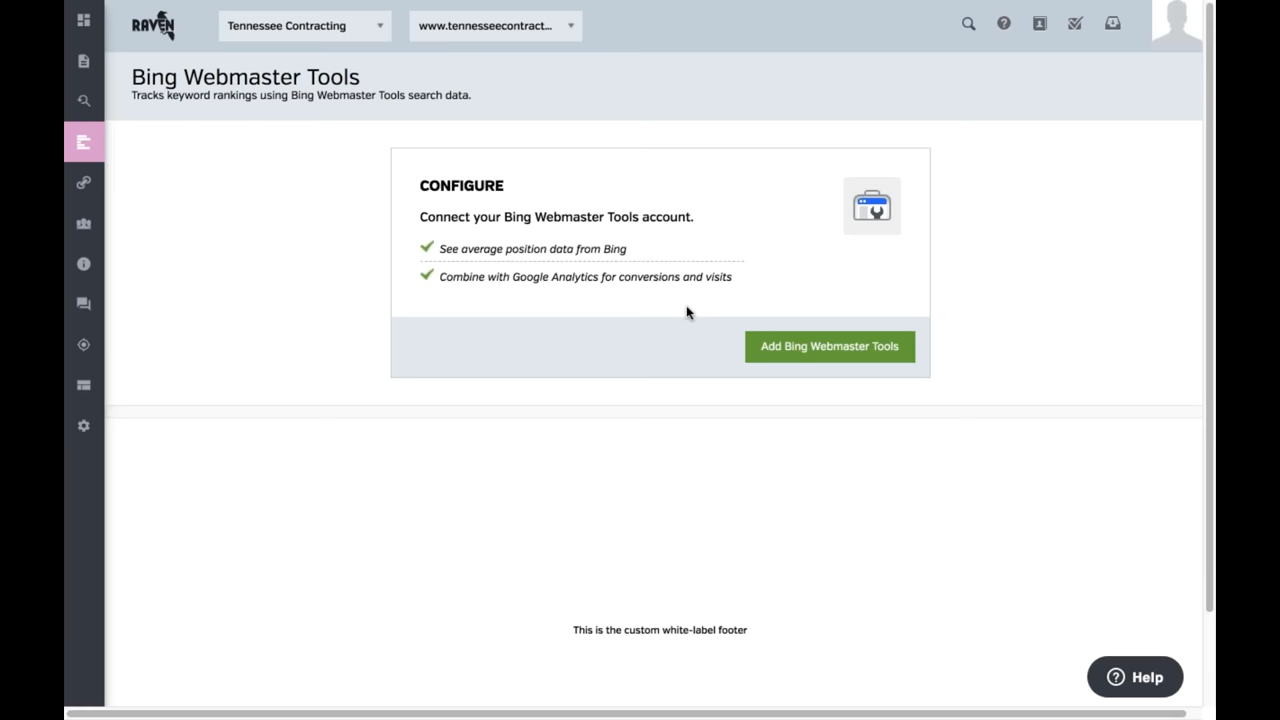 RAVEN
Tennessee Contracting
www.tennesseecontract...
Bing Webmaster Tools
Tracks keyword rankings using Bing Webmaster Tools search data.
CONFIGURE
Connect your Bing Webmaster Tools account.
See average position data from Bing
Combine with Google Analytics for conversions and visits
Add Bing Webmaster Tools
This is the custom white-label footer
Help